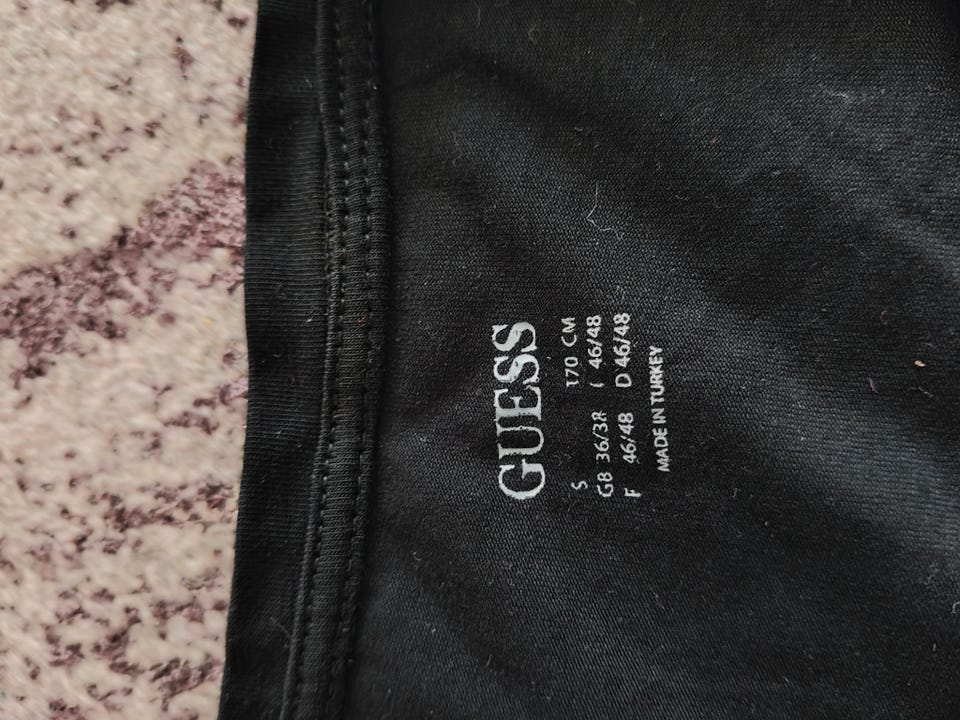 GUESS
S 170 CM
GB 36/38 I 46/48
F 46/48 D 46/48
MADE IN TURKEY